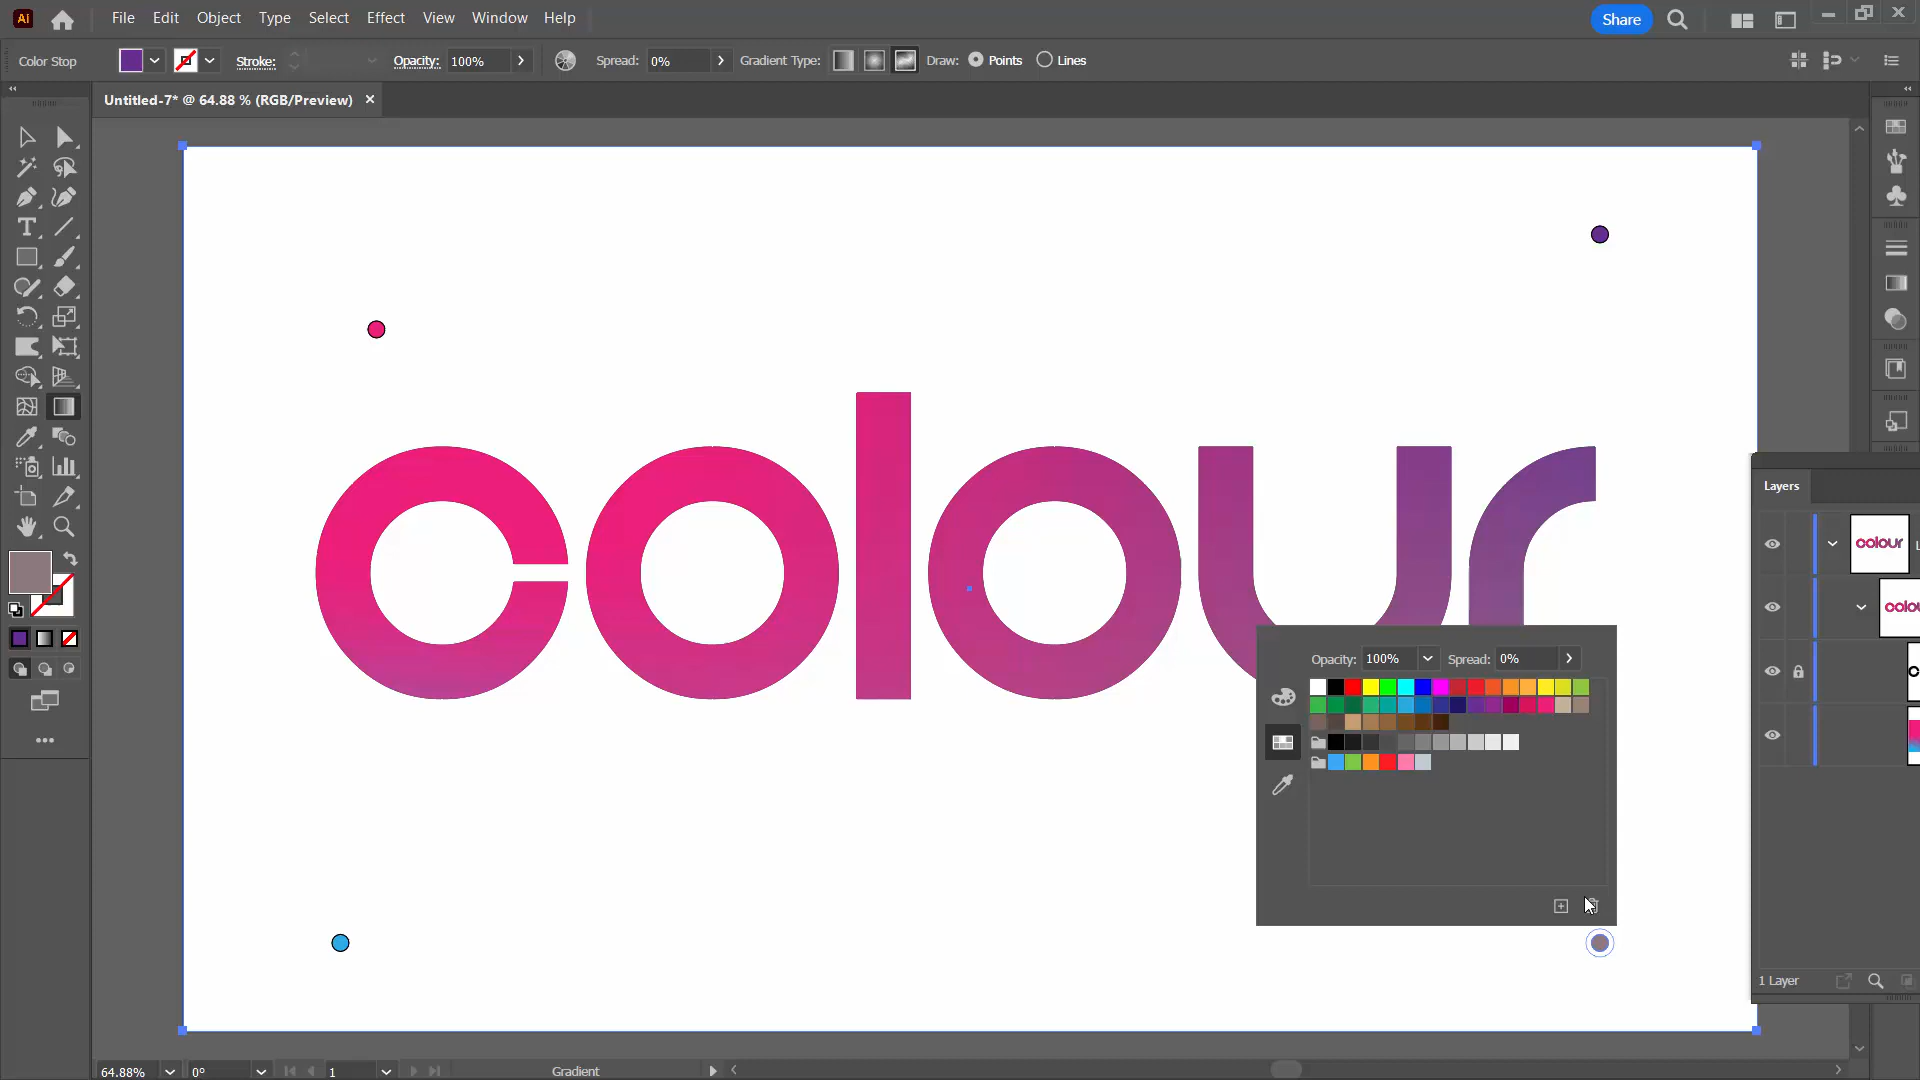 Ai File Edit Object Type Select Effect View Window Help Share
Color Stop Stroke: Opacity: 100% Spread: 0% Gradient Type: Draw: Points Lines
Untitled-7* @ 64.88 % (RGB/Preview)
colour
Layers
colour
Opacity: 100% Spread: 0%
1 Layer
64.88% 0° 1 Gradient